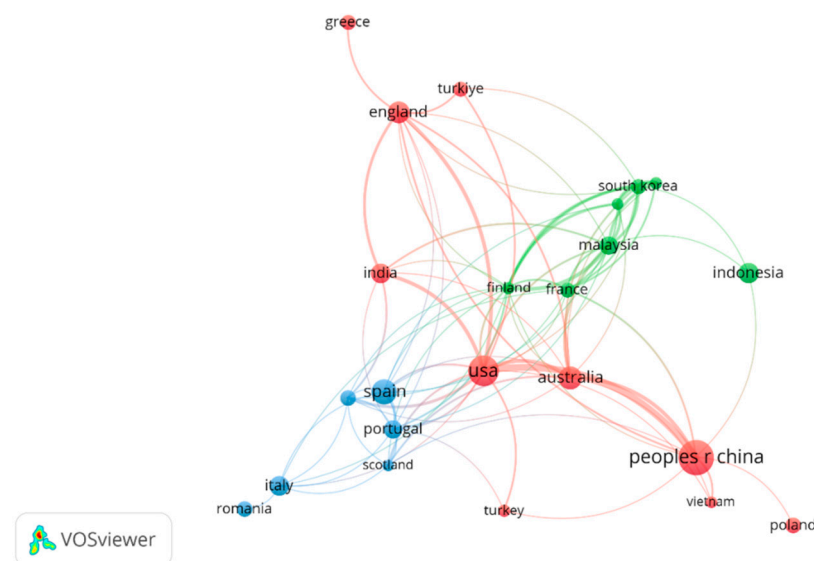 greece
turkiye
england
south korea
malaysia
india
indonesia
finland
france
usa
australia
spain
portugal
peoples r china
scotland
italy
vietnam
romania
turkey
poland
VOSviewer